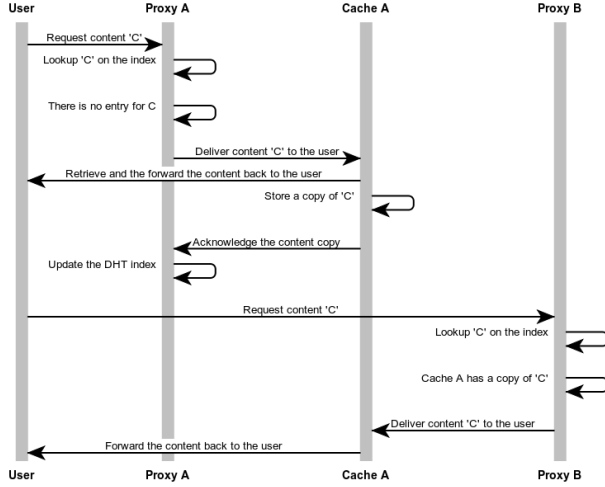 User Proxy A Cache A Proxy B
Request content 'C'
Lookup 'C' on the index
There is no entry for C
Deliver content 'C' to the user
Retrieve and the forward the content back to the user
Store a copy of 'C'
Acknowledge the content copy
Update the DHT index
Request content 'C'
Lookup 'C' on the index
Cache A has a copy of 'C'
Deliver content 'C' to the user
Forward the content back to the user
User Proxy A Cache A Proxy B